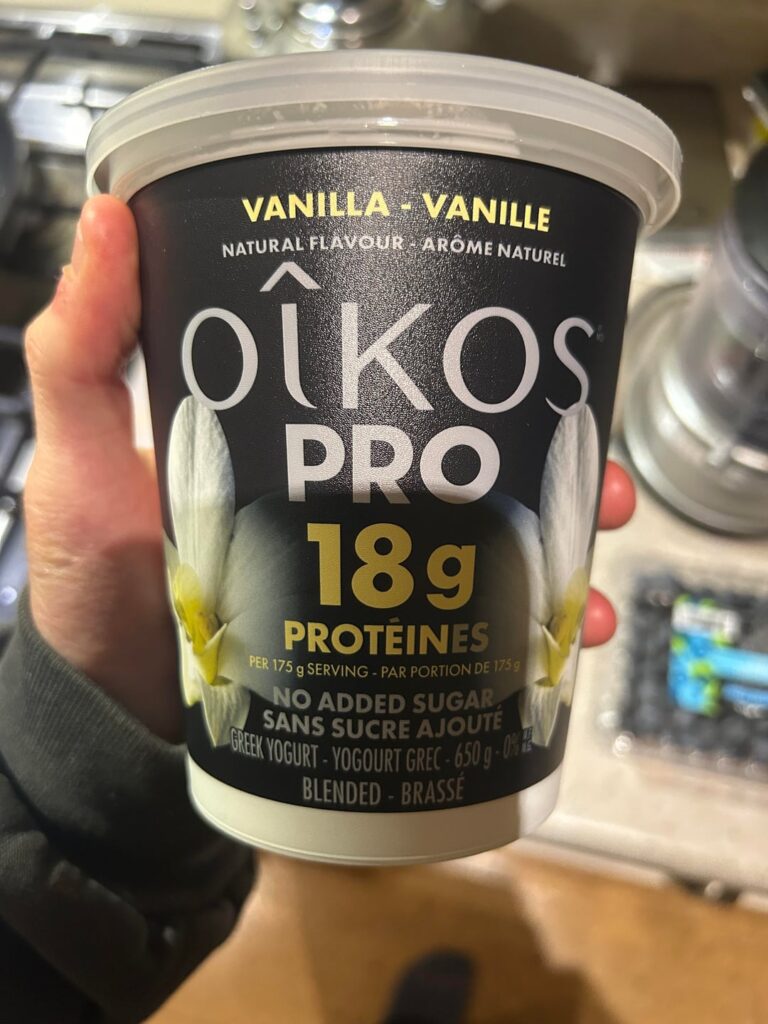 VANILLA - VANILLE
NATURAL FLAVOUR - ARÔME NATUREL
OÎKOS
PRO
18g
PROTÉINES
PER 175 g SERVING - PAR PORTION DE 175 g
NO ADDED SUGAR
SANS SUCRE AJOUTÉ
GREEK YOGURT - YOGOURT GREC - 650 g - 0%
BLENDED - BRASSÉ